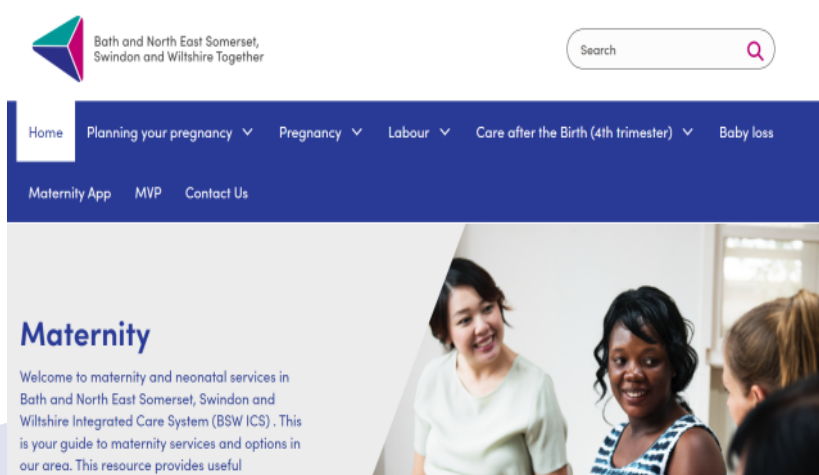 Bath and North East Somerset,
Swindon and Wiltshire Together
Search
Home Planning your pregnancy Pregnancy Labour Care after the Birth (4th trimester) Baby loss
Maternity App MVP Contact Us
Maternity
Welcome to maternity and neonatal services in
Bath and North East Somerset, Swindon and
Wiltshire Integrated Care System (BSW ICS) . This
is your guide to maternity services and options in
our area. This resource provides useful